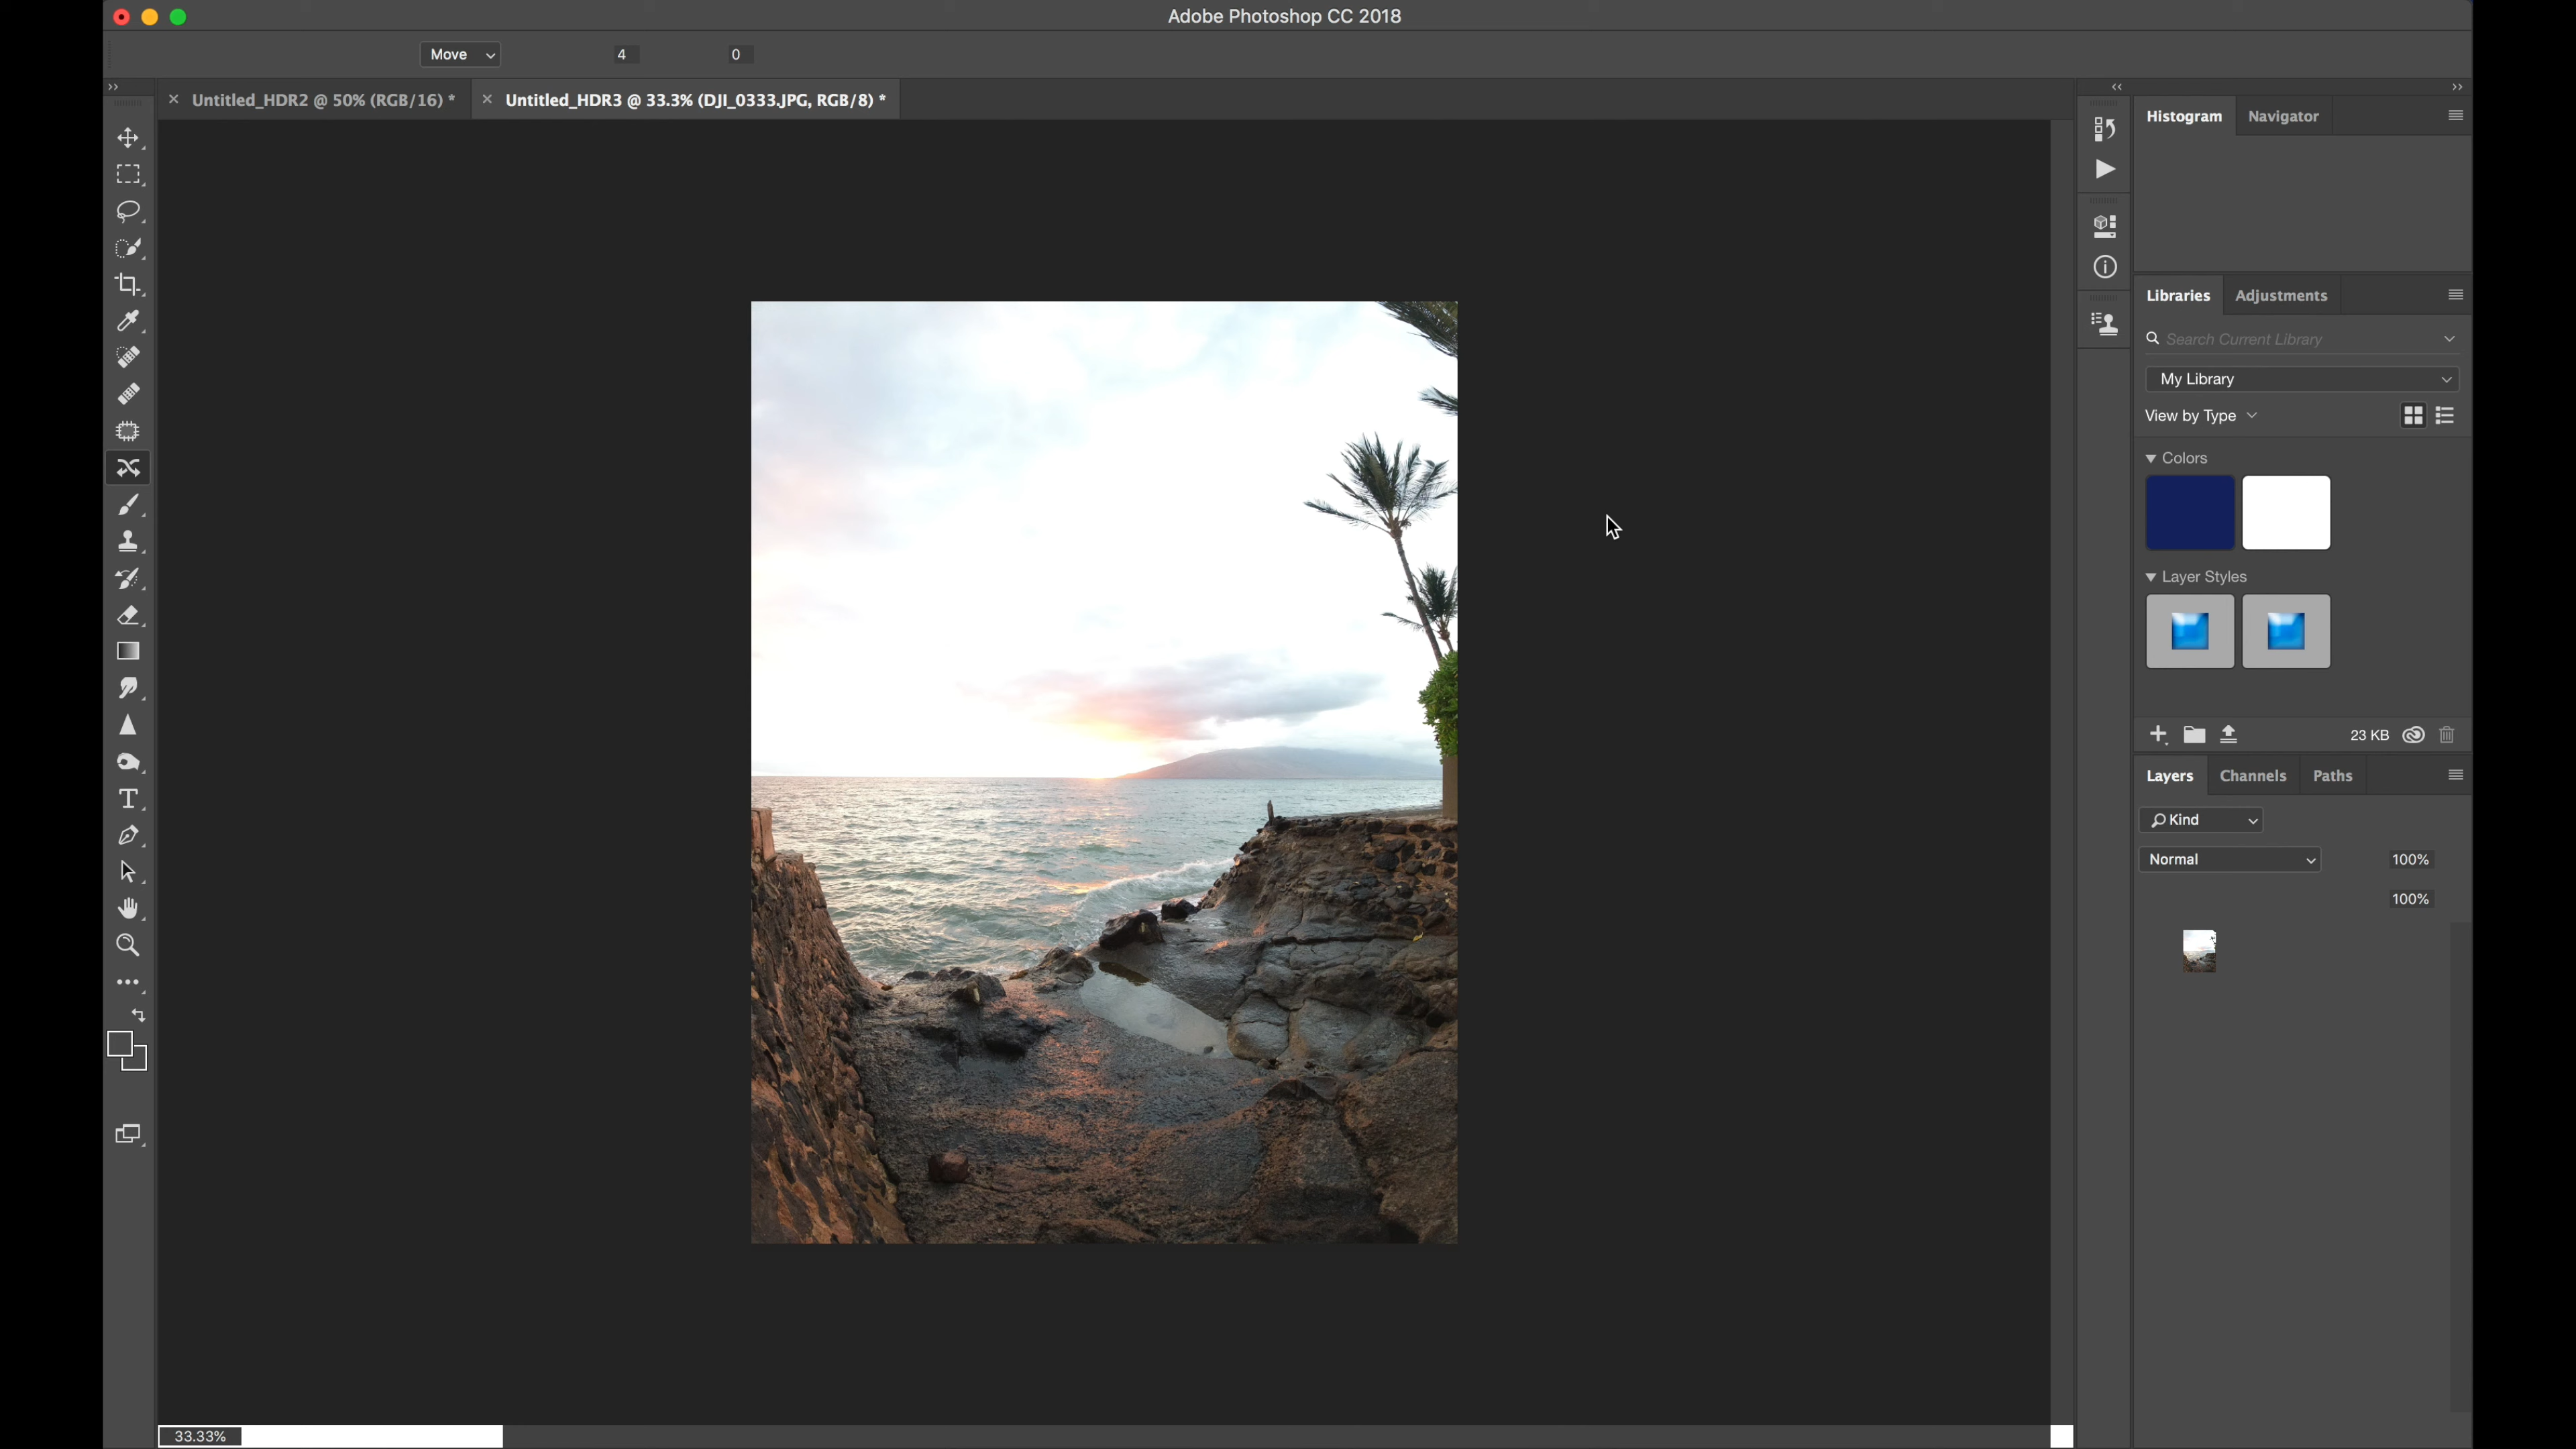 Adobe Photoshop CC 2018
Move 4 0
Untitled_HDR2 @ 50% (RGB/16) *
Untitled_HDR3 @ 33.3% (DJI_0333.JPG, RGB/8) *
Histogram Navigator
Libraries Adjustments
Search Current Library
My Library
View by Type
Colors
Layer Styles
23 KB
Layers Channels Paths
Kind
Normal 100%
100%
33.33%